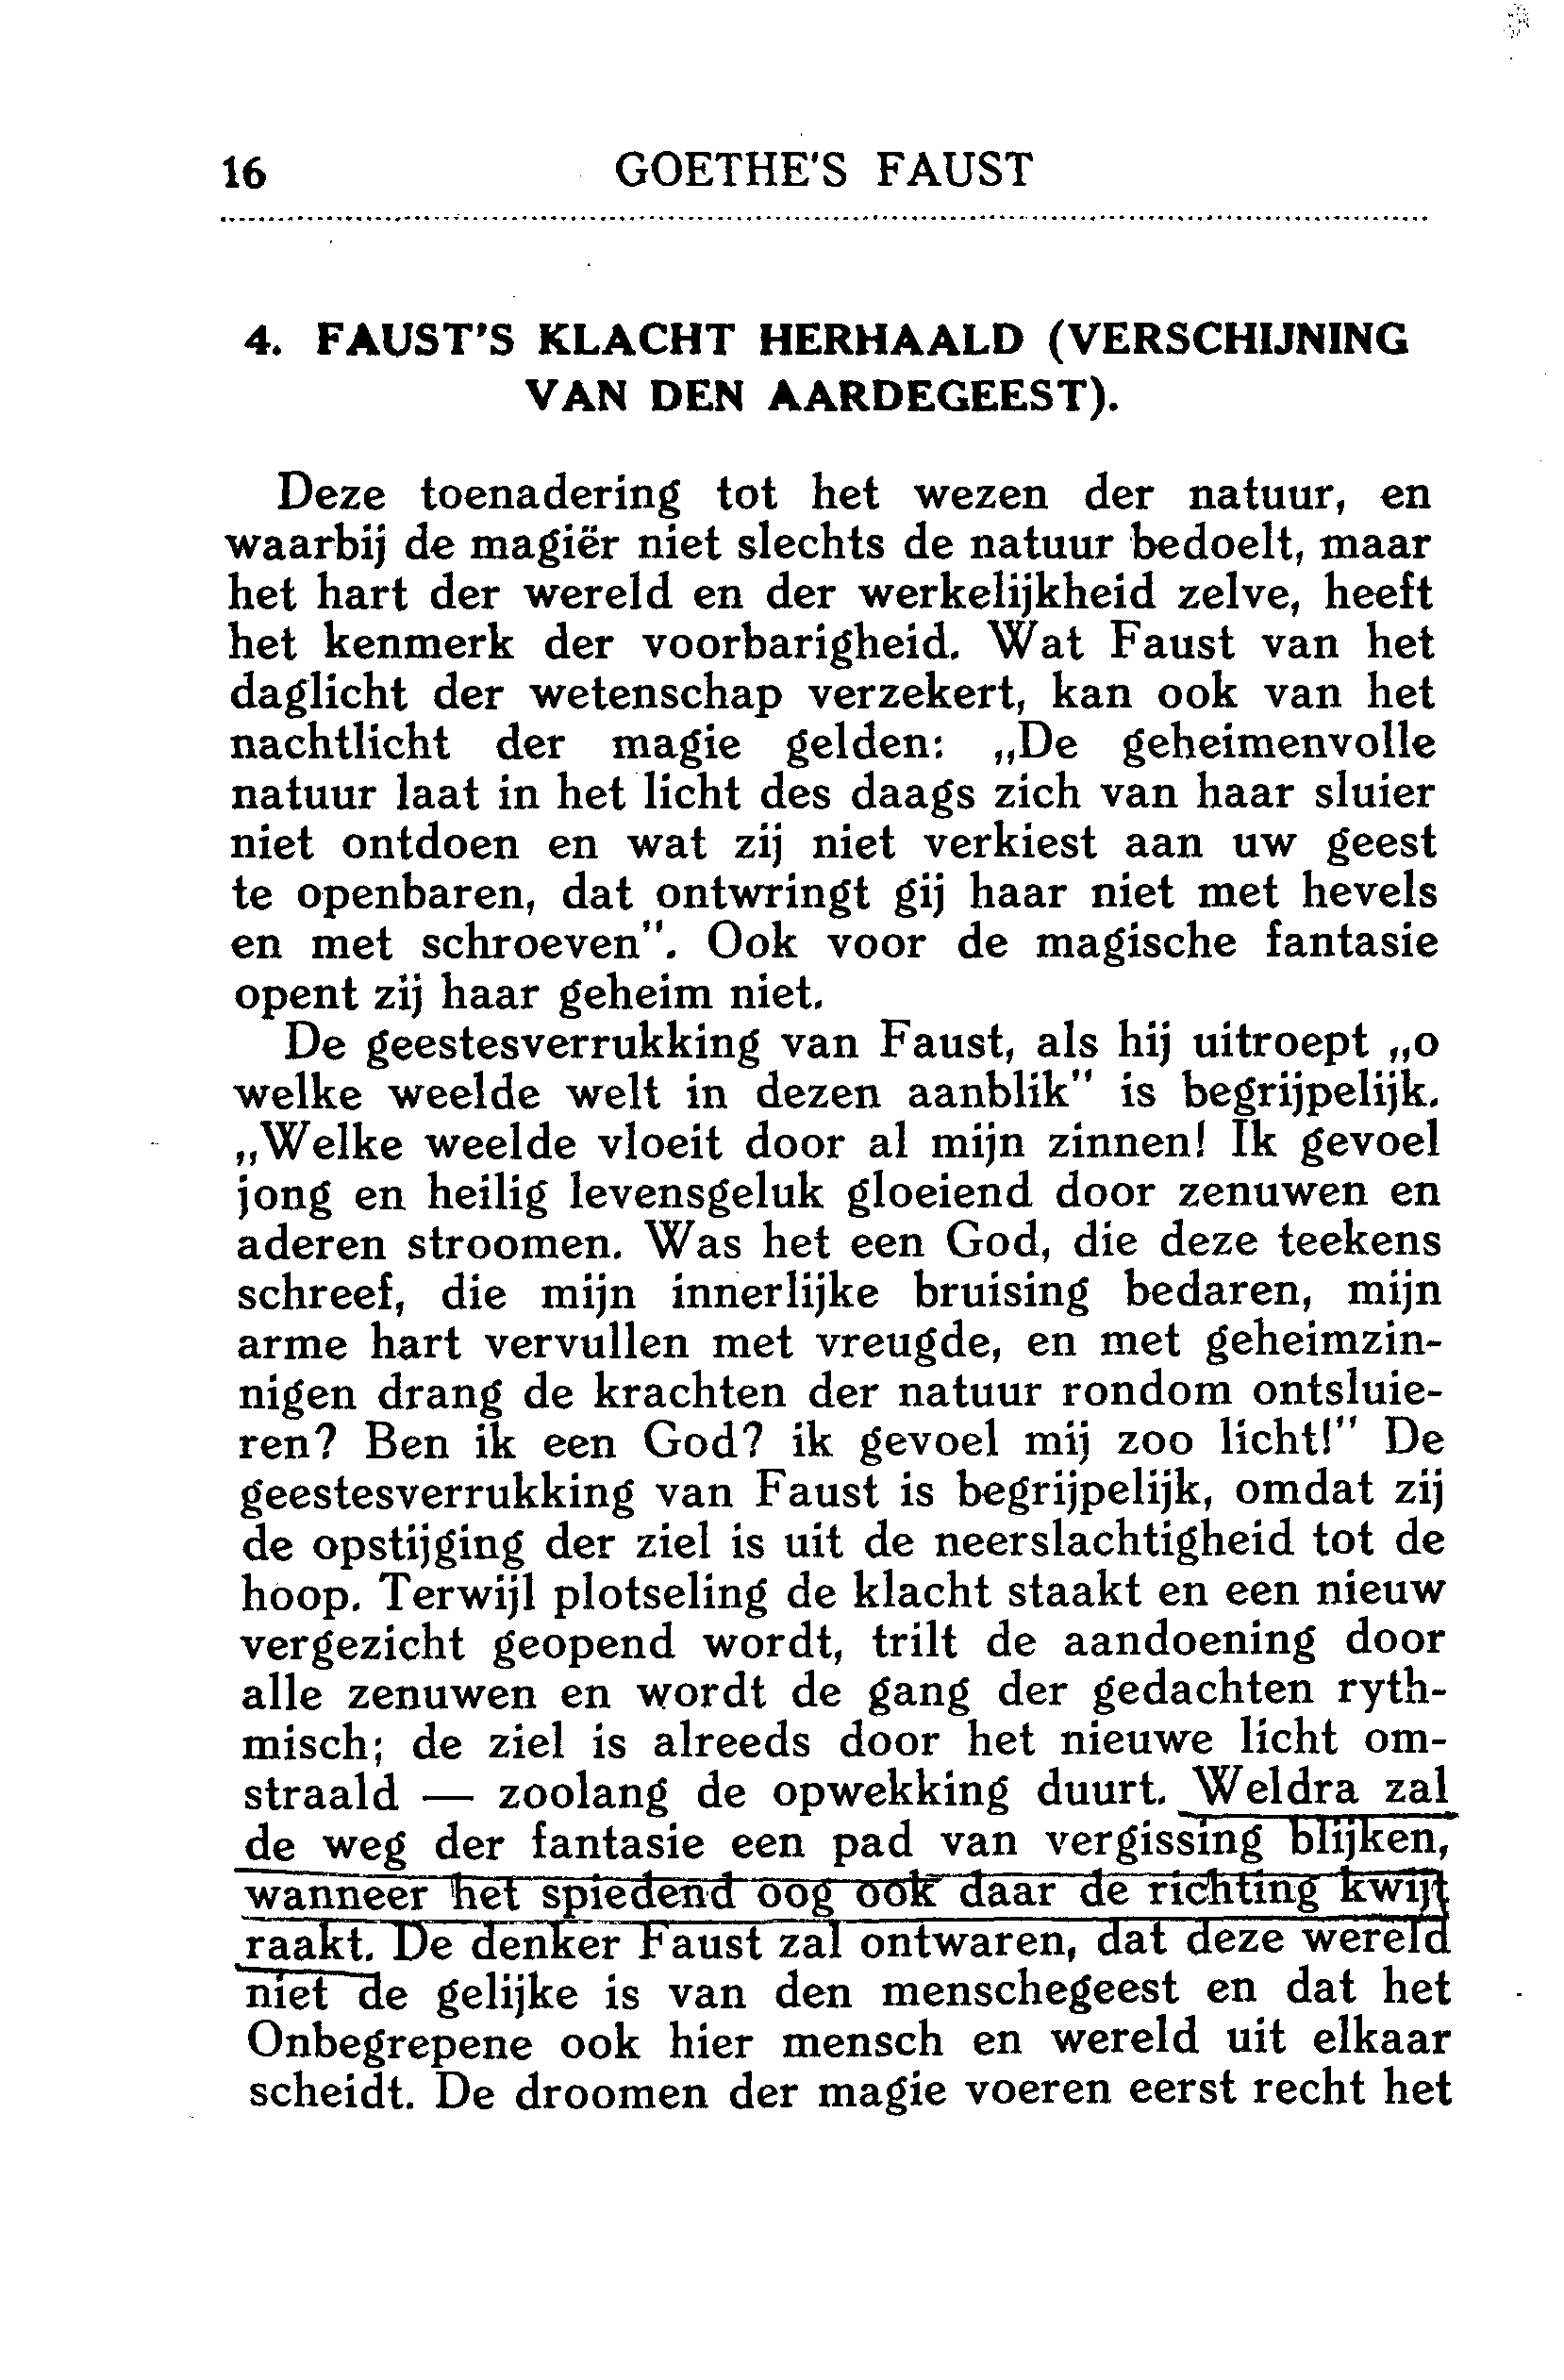 16 GOETHE'S FAUST
4. FAUST'S KLACHT HERHAALD (VERSCHIJNING
VAN DEN AARDEGEEST).
Deze toenadering tot het wezen der natuur, en
waarbij de magiër niet slechts de natuur bedoelt, maar
het hart der wereld en der werkelijkheid zelve, heeft
het kenmerk der voorbarigheid. Wat Faust van het
daglicht der wetenschap verzekert, kan ook van het
nachtlicht der magie gelden: „De geheimenvolle
natuur laat in het licht des daags zich van haar sluier
niet ontdoen en wat zij niet verkiest aan uw geest
te openbaren, dat ontwringt gij haar niet met hevels
en met schroeven". Ook voor de magische fantasie
opent zij haar geheim niet.
De geestesverrukking van Faust, als hij uitroept „o
welke weelde welt in dezen aanblik" is begrijpelijk.
„Welke weelde vloeit door al mijn zinnen! Ik gevoel
jong en heilig levensgeluk gloeiend door zenuwen en
aderen stroomen. Was het een God, die deze teekens
schreef, die mijn innerlijke bruising bedaren, mijn
arme hart vervullen met vreugde, en met geheimzin-
nigen drang de krachten der natuur rondom ontsluie-
ren? Ben ik een God? ik gevoel mij zoo licht!" De
geestesverrukking van Faust is begrijpelijk, omdat zij
de opstijging der ziel is uit de neerslachtigheid tot de
hoop. Terwijl plotseling de klacht staakt en een nieuw
vergezicht geopend wordt, trilt de aandoening door
alle zenuwen en wordt de gang der gedachten ryth-
misch; de ziel is alreeds door het nieuwe licht om-
straald — zoolang de opwekking duurt. Weldra zal
de weg der fantasie een pad van vergissing blijken,
wanneer het spiedend oog ook daar de richting kwijt
raakt. De denker Faust zal ontwaren, dat deze wereld
niet de gelijke is van den menschegeest en dat het
Onbegrepene ook hier mensch en wereld uit elkaar
scheidt. De droomen der magie voeren eerst recht het